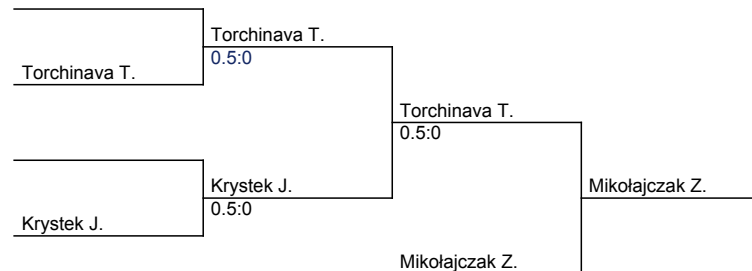 Torchinava T.
Torchinava T.
0.5:0
Torchinava T.
0.5:0
Krystek J.
Mikołajczak Z.
0.5:0
Krystek J.
Mikołajczak Z.